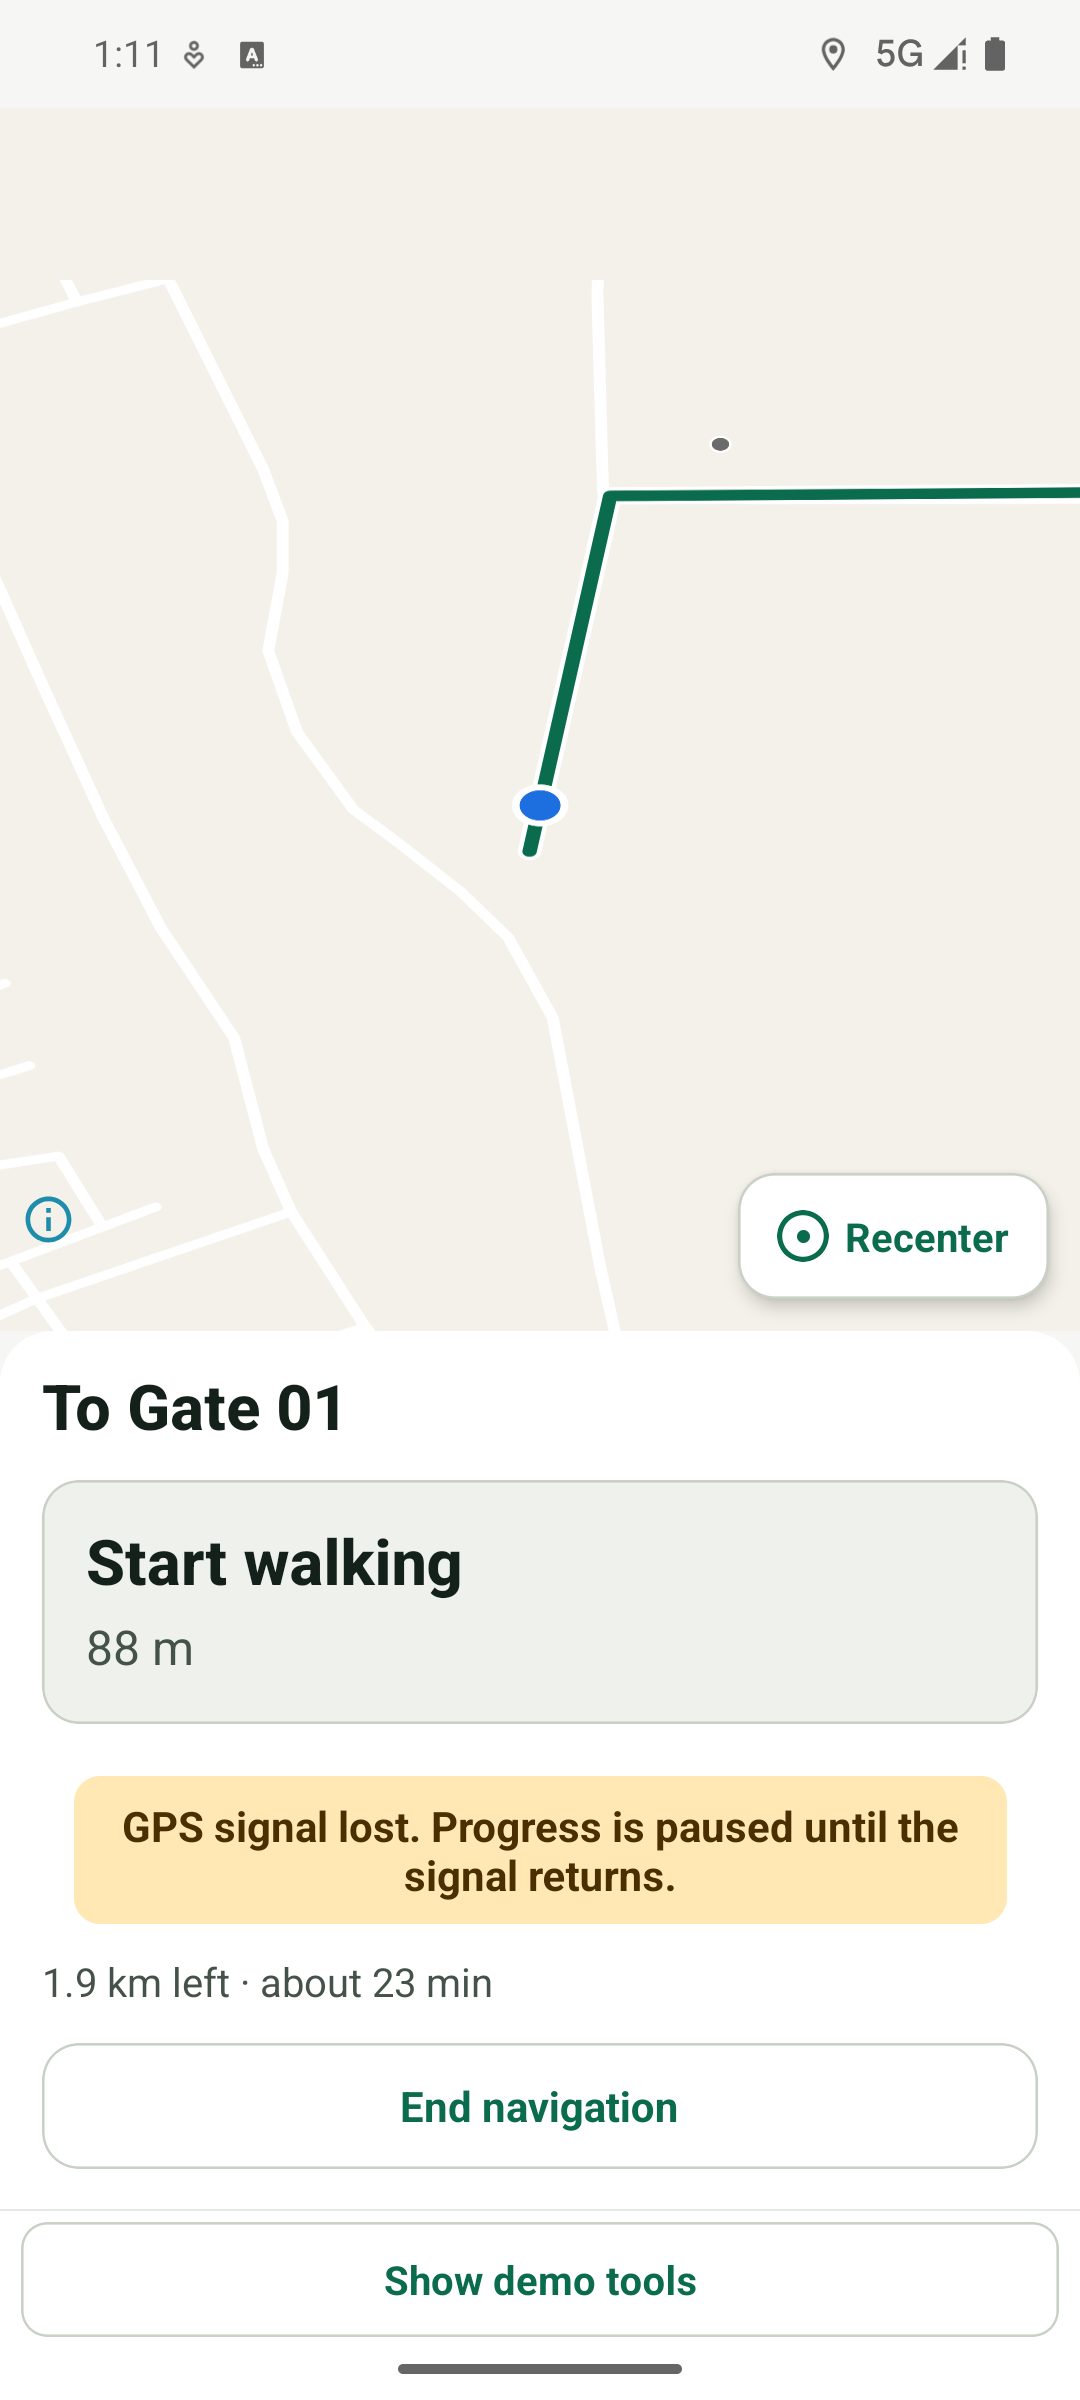 1:11
5G
To Gate 01
Start walking
88 m
GPS signal lost. Progress is paused until the
signal returns.
1.9 km left · about 23 min
End navigation
Show demo tools
Recenter